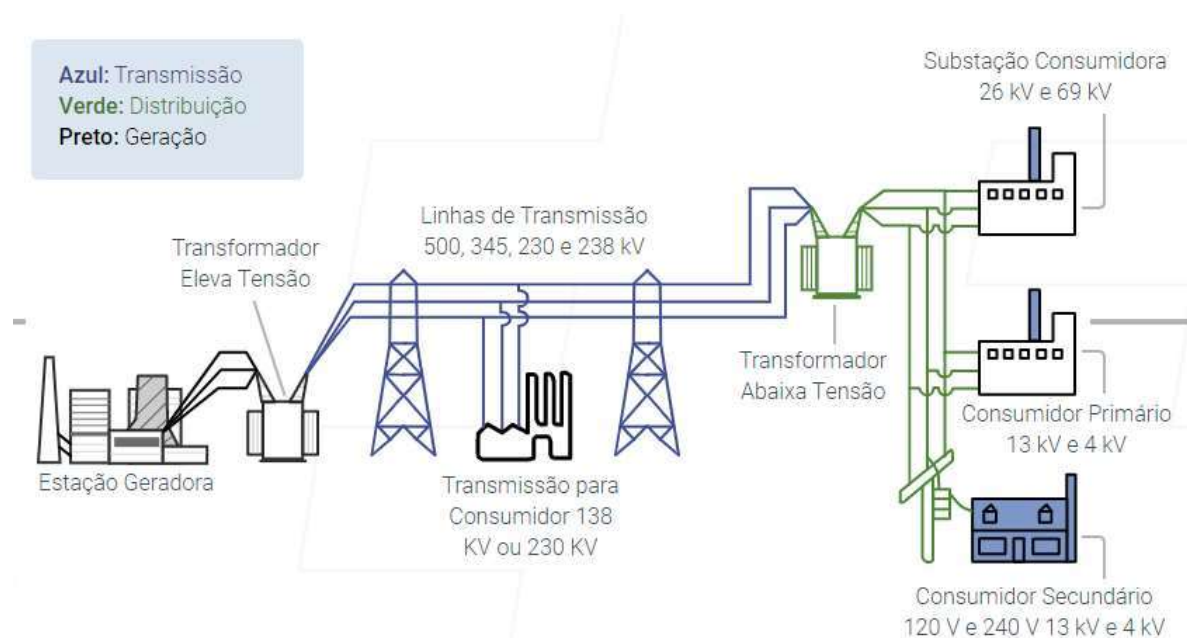 Azul: Transmissão
Verde: Distribuição
Preto: Geração
Substação Consumidora
26 kV e 69 kV
Linhas de Transmissão
500, 345, 230 e 238 kV
Transformador
Eleva Tensão
Transformador
Abaixa Tensão
Estação Geradora
Transmissão para
Consumidor 138
KV ou 230 KV
Consumidor Primário
13 kV e 4 kV
Consumidor Secundário
120 V e 240 V 13 kV e 4 kV